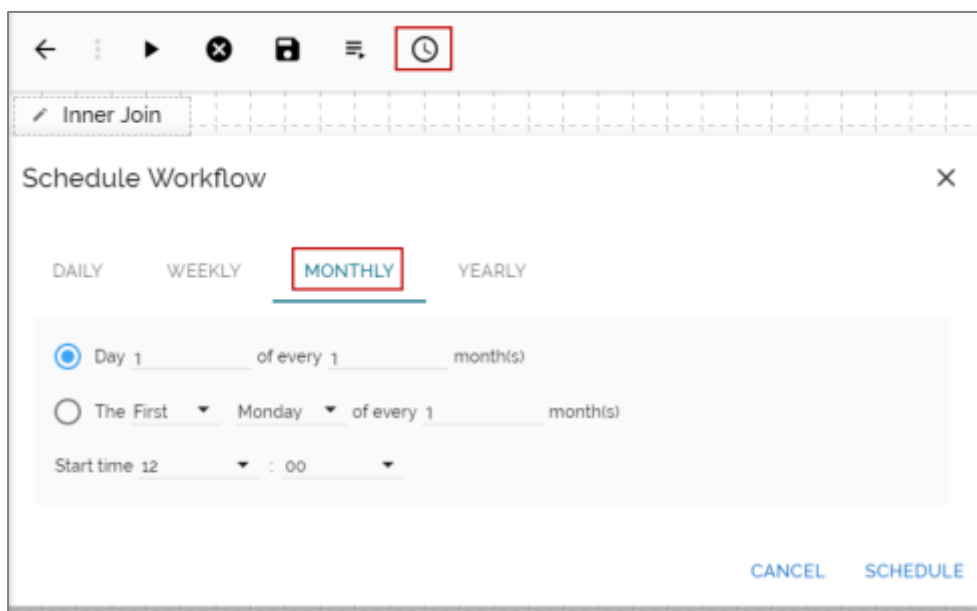 Inner Join
Schedule Workflow
DAILY WEEKLY MONTHLY YEARLY
Day 1 of every 1 month(s)
The First Monday of every 1 month(s)
Start time 12 : 00
CANCEL SCHEDULE